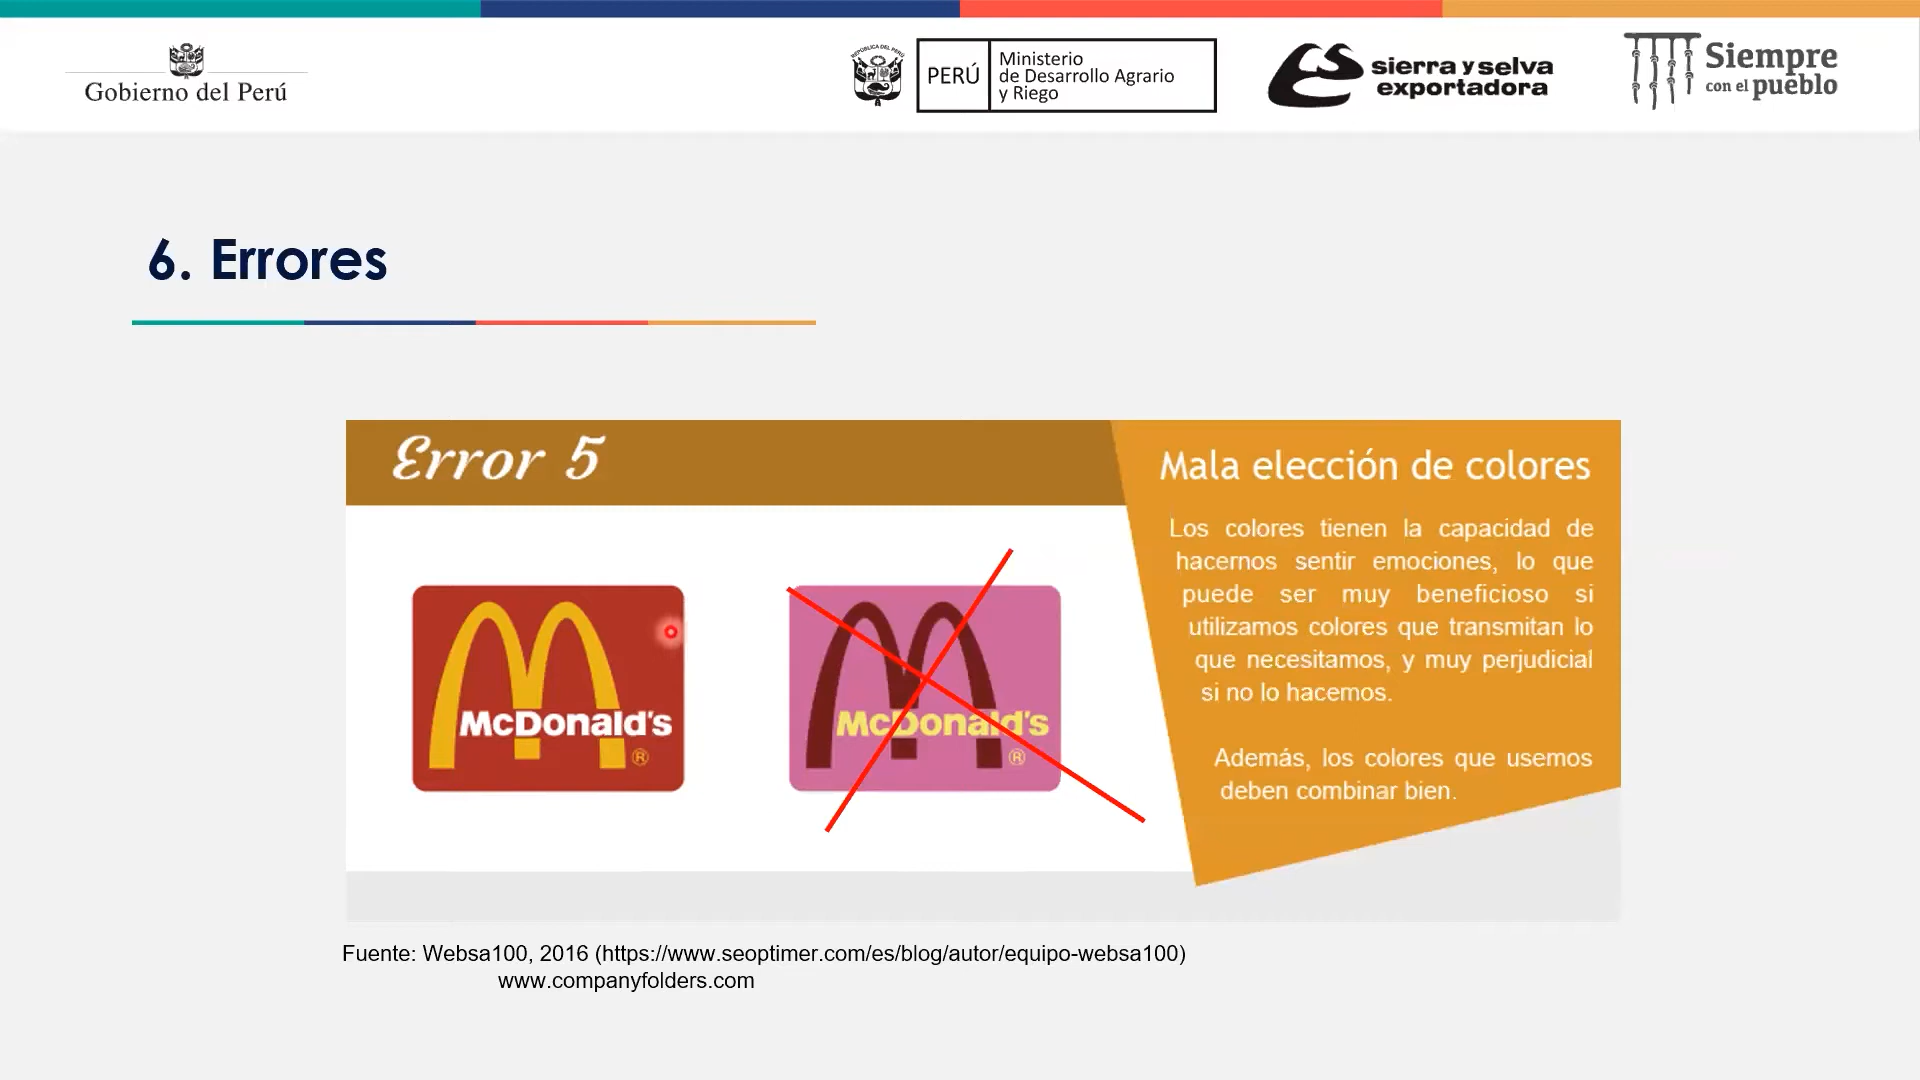 Gobierno del Perú
REPÚBLICA DEL PERÚ
PERÚ
Ministerio
de Desarrollo Agrario
y Riego
sierra y selva
exportadora
Siempre
con el pueblo
6. Errores
Error 5
McDonald's
®
McDonald's
®
Mala elección de colores
Los colores tienen la capacidad de
hacernos sentir emociones, lo que
puede ser muy beneficioso si
utilizamos colores que transmitan lo
que necesitamos, y muy perjudicial
si no lo hacemos.
Además, los colores que usemos
deben combinar bien.
Fuente: Websa100, 2016 (https://www.seoptimer.com/es/blog/autor/equipo-websa100)
www.companyfolders.com